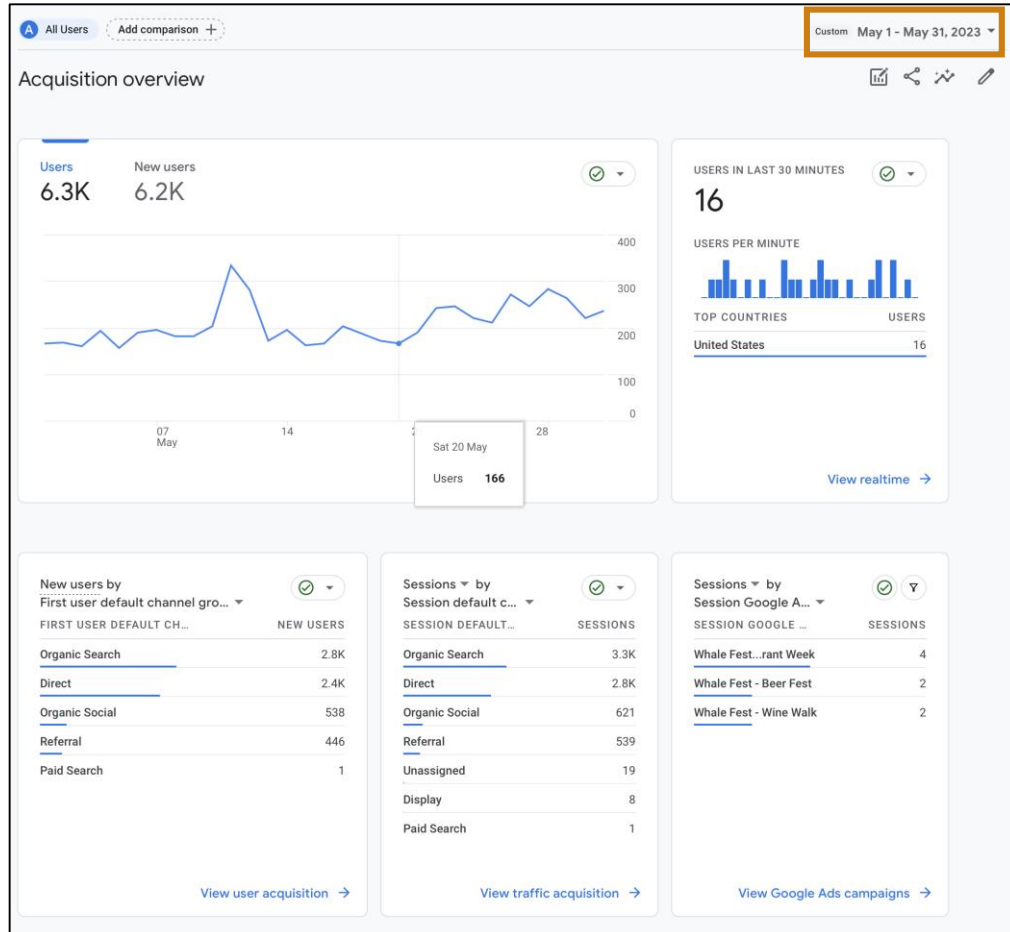 A All Users Add comparison +
Custom May 1 - May 31, 2023
Acquisition overview
Users New users
6.3K 6.2K
400
300
200
100
0
07 14 2 28
May
Sat 20 May
Users 166
USERS IN LAST 30 MINUTES
16
USERS PER MINUTE
TOP COUNTRIES USERS
United States 16
View realtime
New users by
First user default channel gro...
FIRST USER DEFAULT CH... NEW USERS
Organic Search 2.8K
Direct 2.4K
Organic Social 538
Referral 446
Paid Search 1
View user acquisition
Sessions by
Session default c...
SESSION DEFAULT... SESSIONS
Organic Search 3.3K
Direct 2.8K
Organic Social 621
Referral 539
Unassigned 19
Display 8
Paid Search 1
View traffic acquisition
Sessions by
Session Google A...
SESSION GOOGLE ... SESSIONS
Whale Fest...rant Week 4
Whale Fest - Beer Fest 2
Whale Fest - Wine Walk 2
View Google Ads campaigns